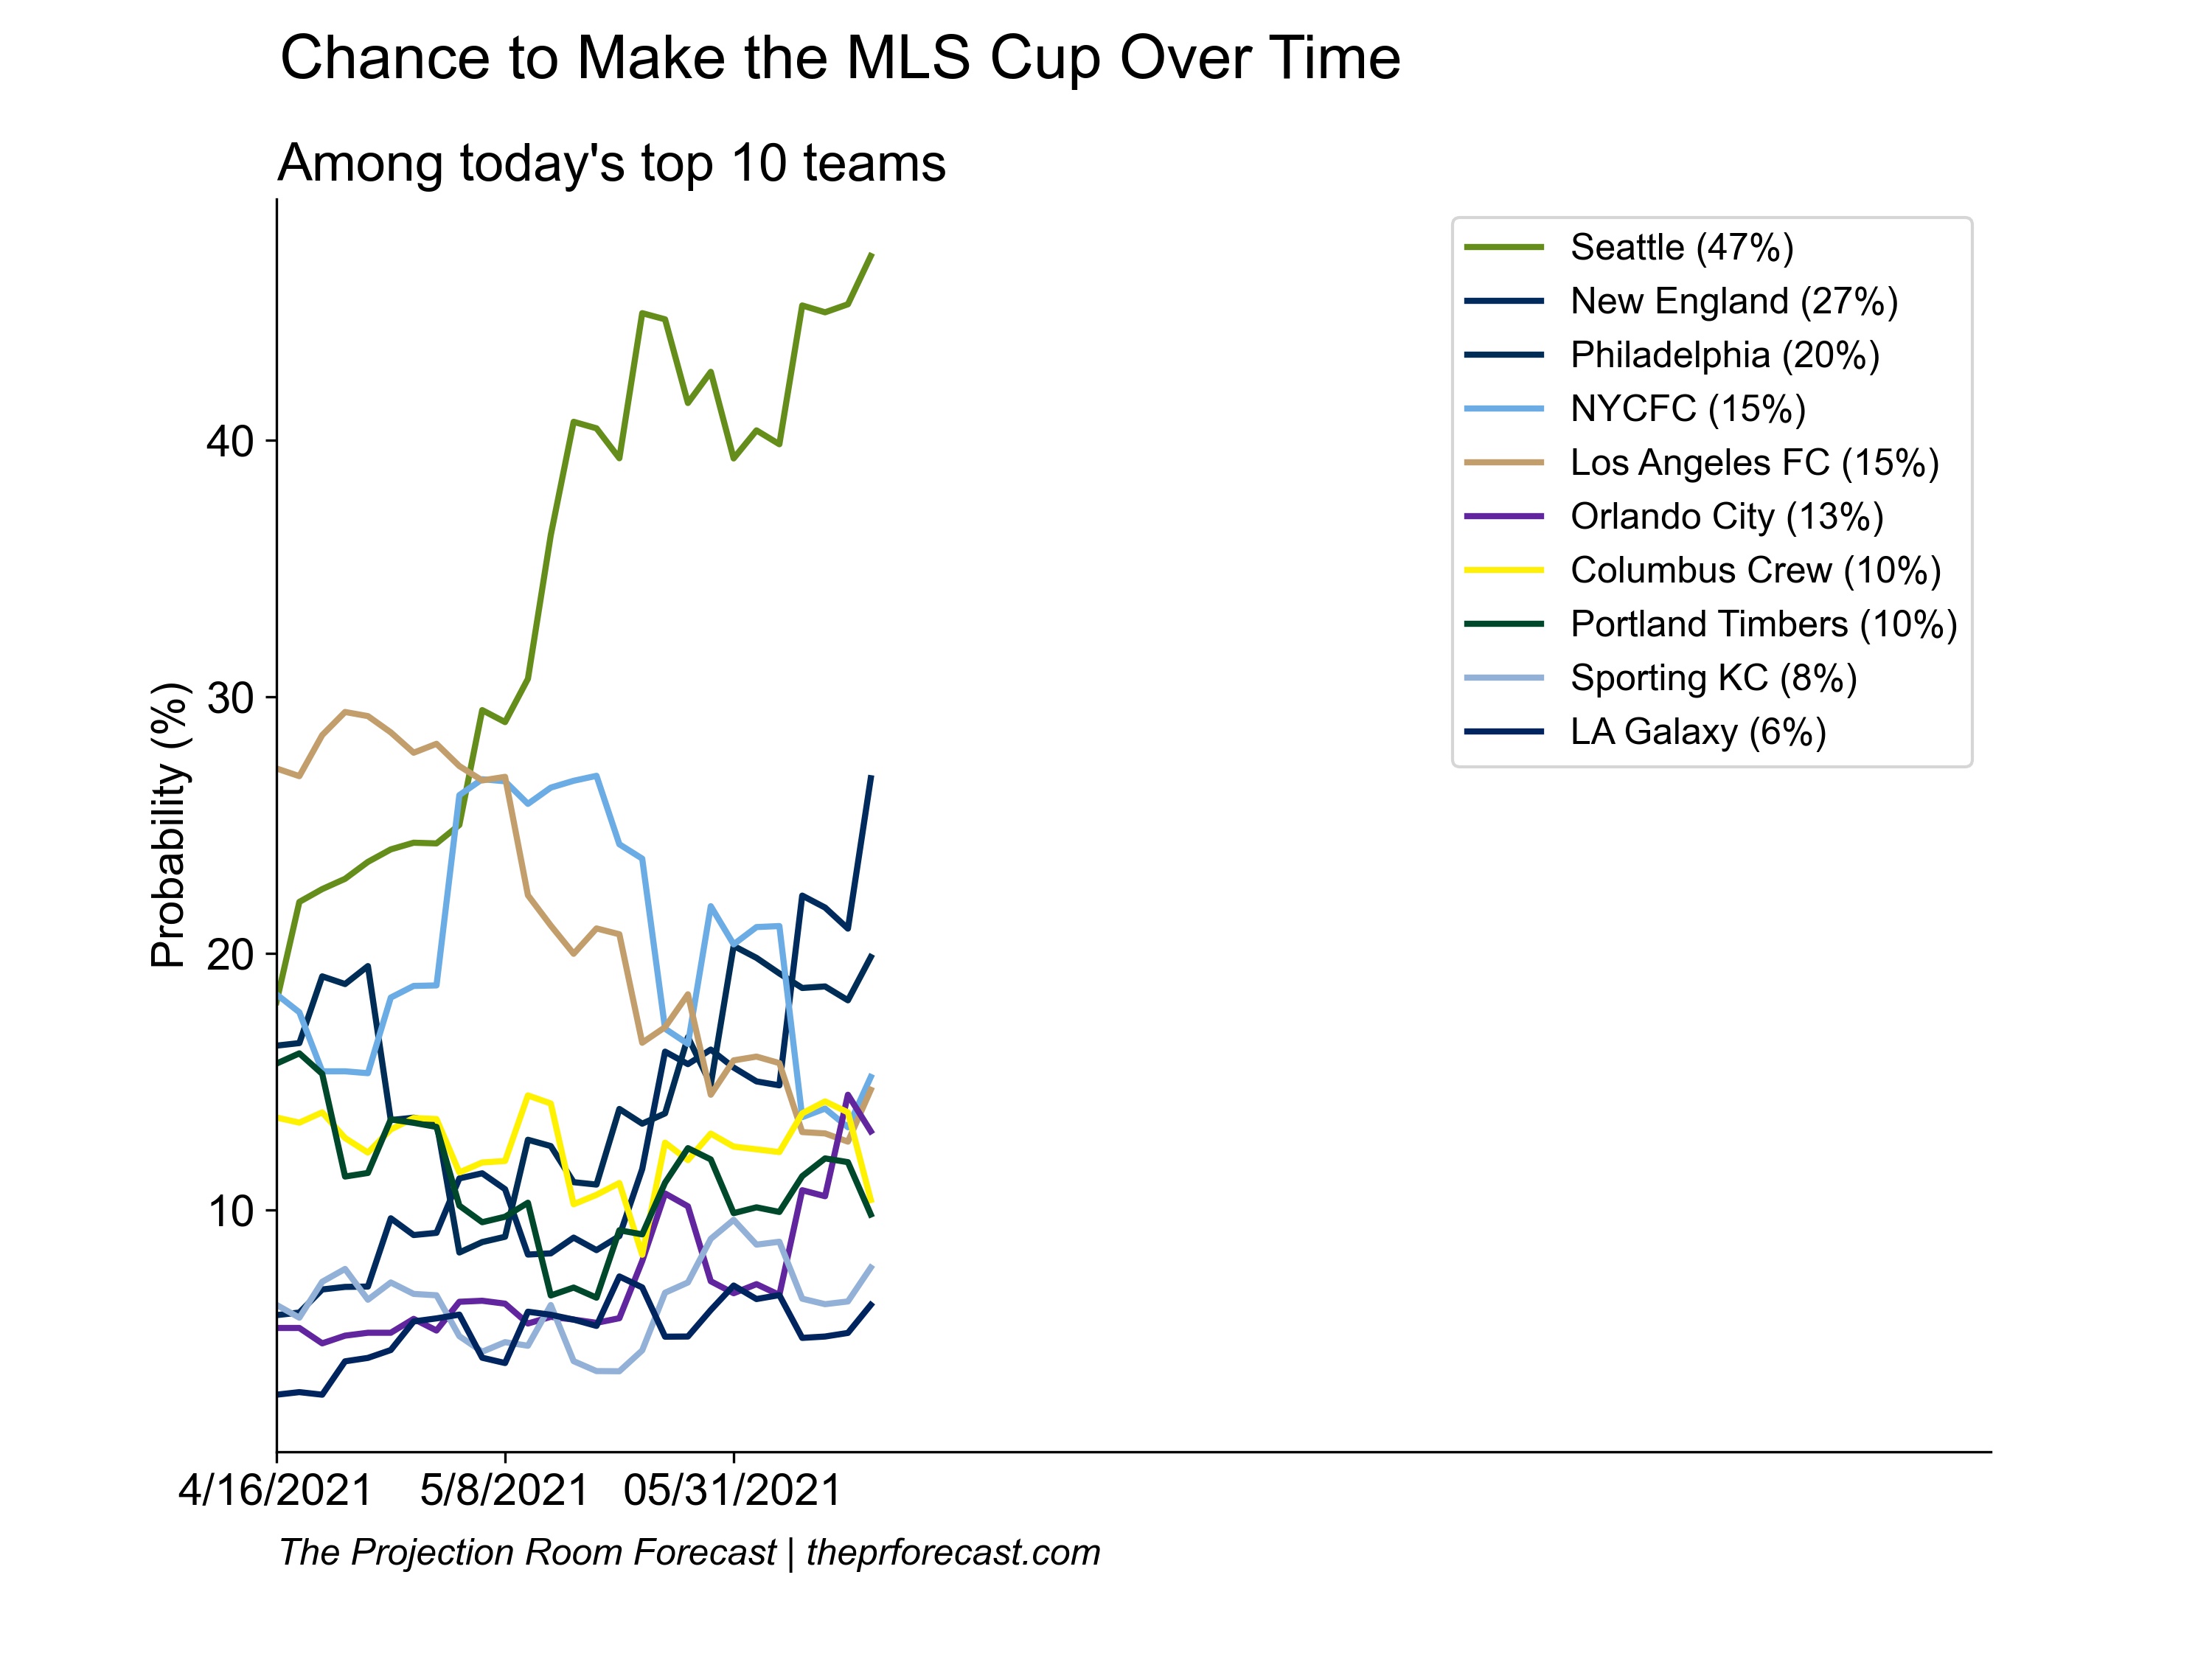 Chance to Make the MLS Cup Over Time
Among today's top 10 teams
Seattle (47%)
New England (27%)
Philadelphia (20%)
NYCFC (15%)
Los Angeles FC (15%)
Orlando City (13%)
Columbus Crew (10%)
Portland Timbers (10%)
Sporting KC (8%)
LA Galaxy (6%)
Probability (%)
40
30
20
10
4/16/2021 5/8/2021 05/31/2021
The Projection Room Forecast | theprforecast.com